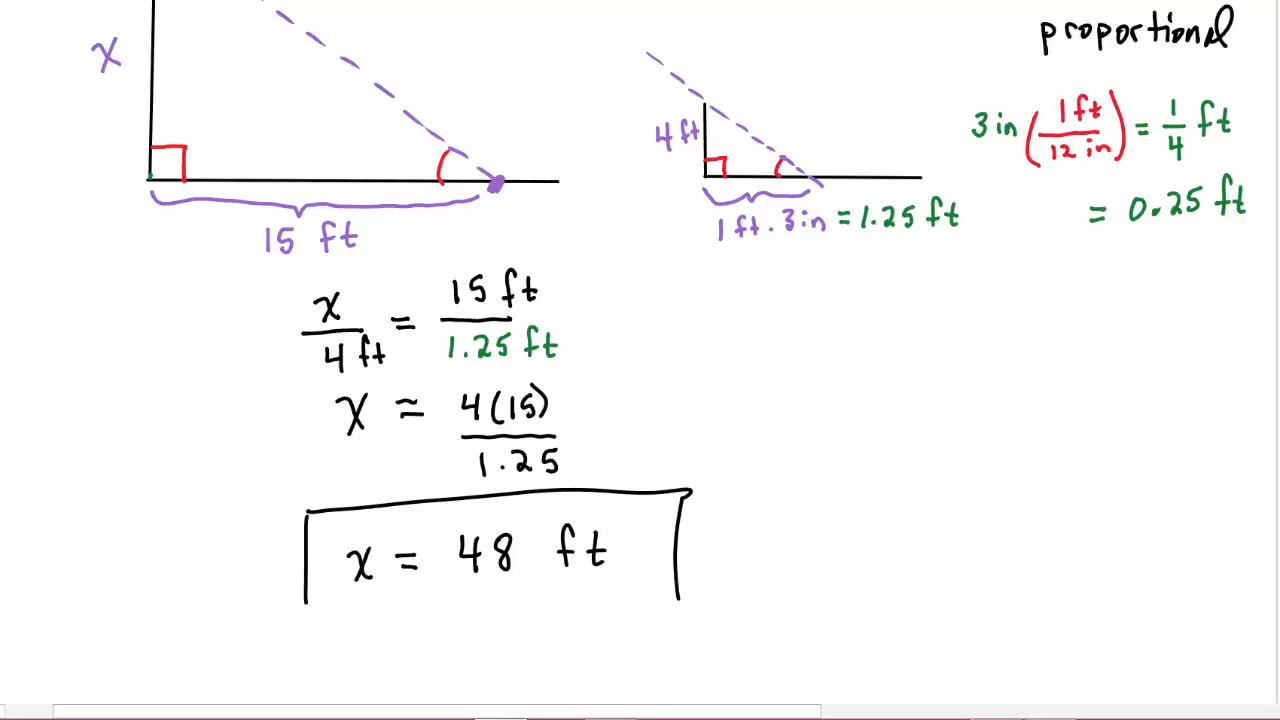 proportional
x
4 ft
3 in (1 ft / 12 in) = 1/4 ft
= 0.25 ft
15 ft
1 ft. 3 in = 1.25 ft
x / 4 ft = 15 ft / 1.25 ft
x = 4(15) / 1.25
x = 48 ft